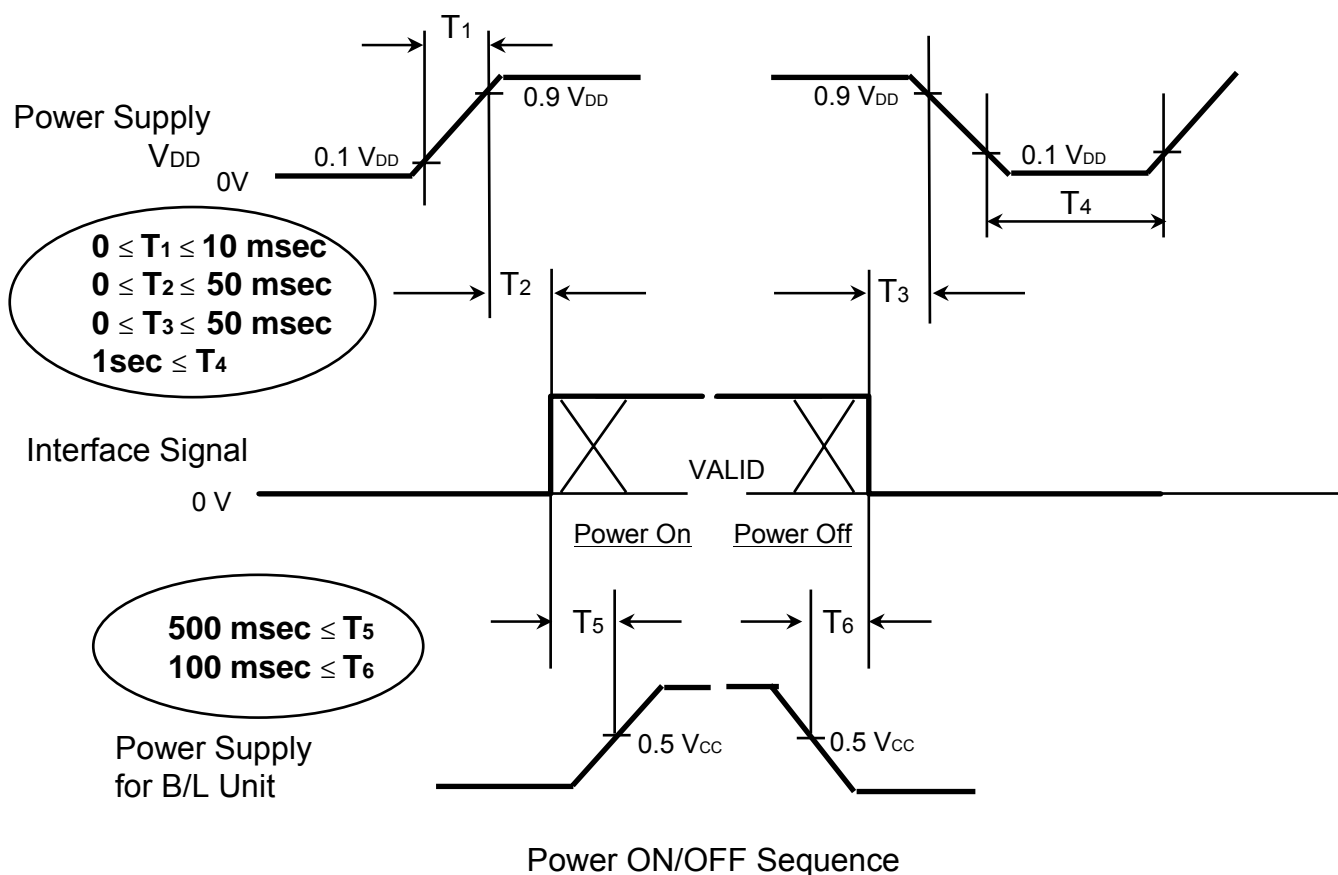 T1
0.9 VDD
0.9 VDD
Power Supply
VDD
0.1 VDD
0.1 VDD
0V
T4
0 ≤ T1 ≤ 10 msec
0 ≤ T2 ≤ 50 msec
0 ≤ T3 ≤ 50 msec
1sec ≤ T4
T2
T3
Interface Signal
VALID
0 V
Power On
Power Off
500 msec ≤ T5
100 msec ≤ T6
T5
T6
Power Supply
for B/L Unit
0.5 VCC
0.5 VCC
Power ON/OFF Sequence